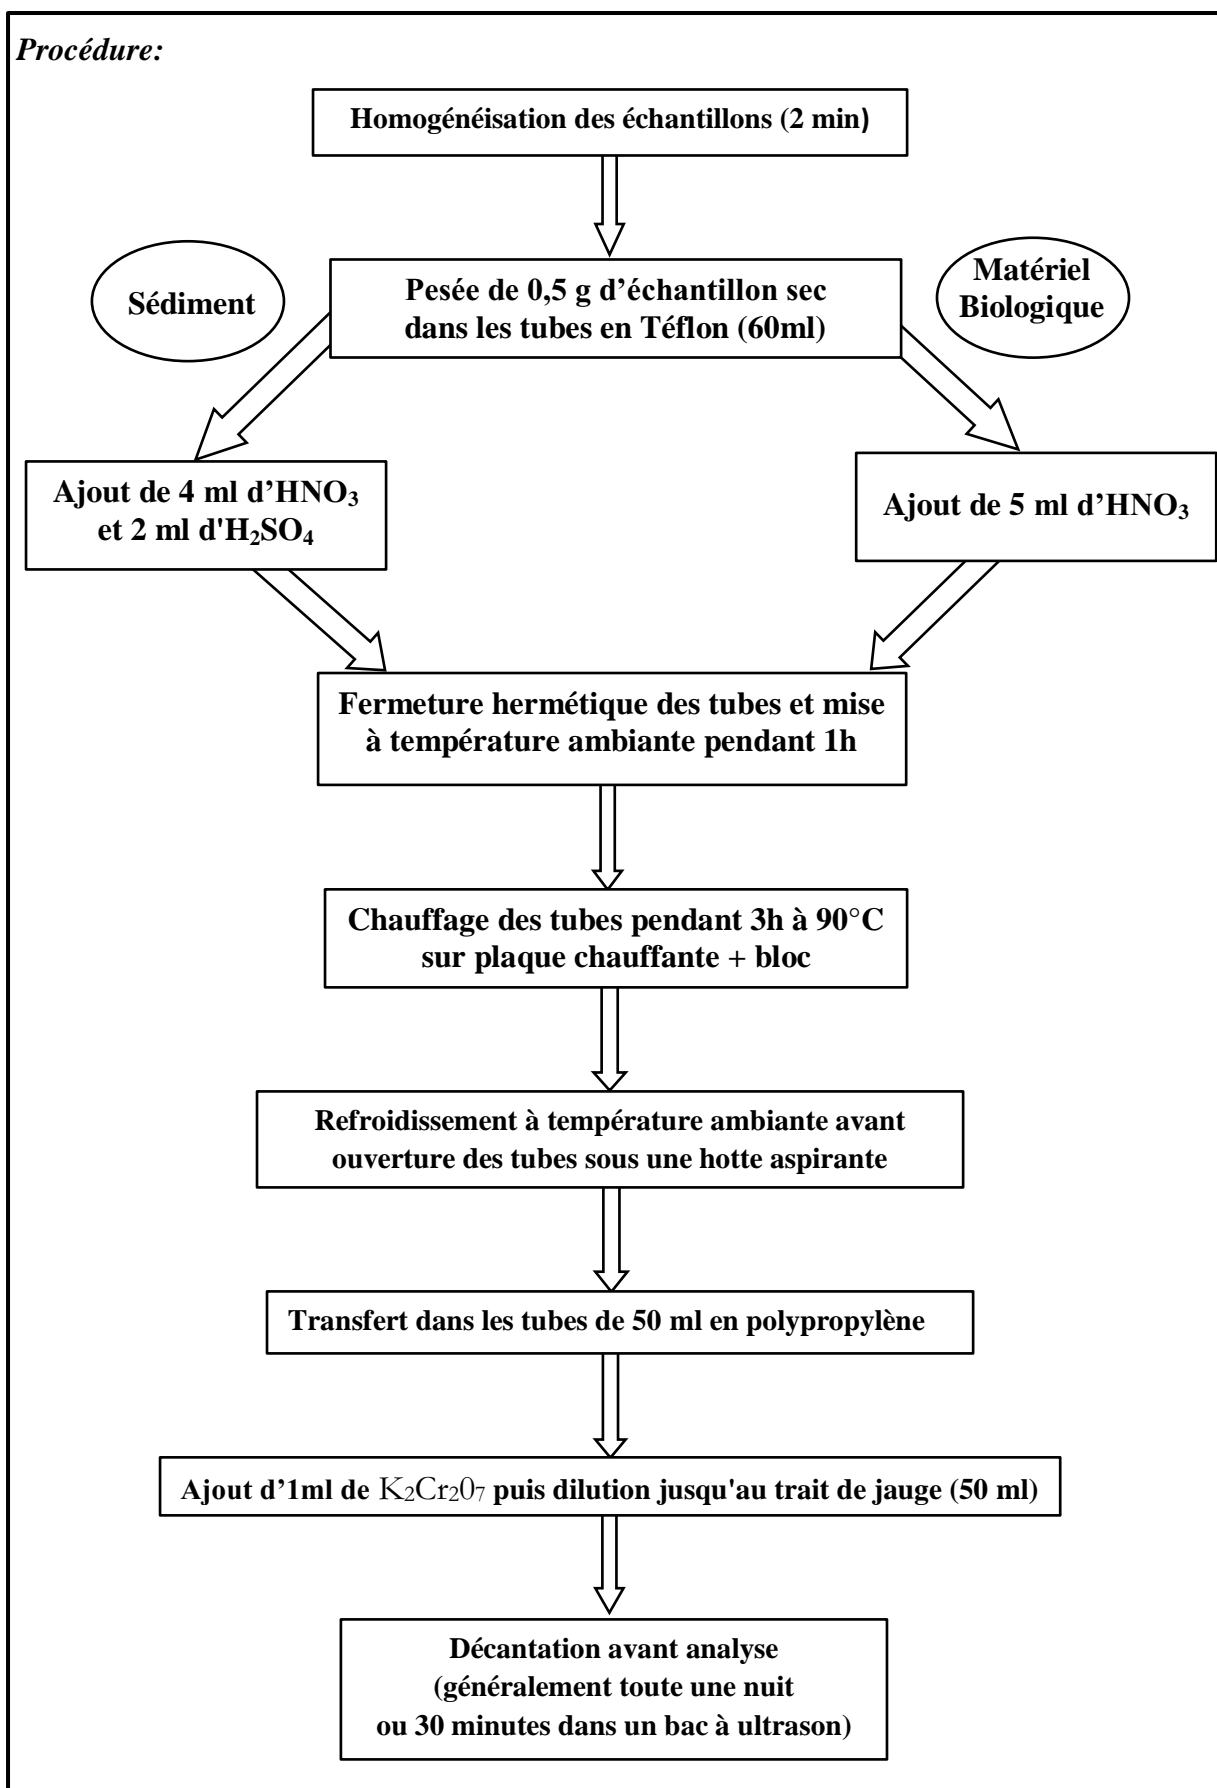 Procédure:
Homogénéisation des échantillons (2 min)
Sédiment
Pesée de 0,5 g d’échantillon sec
dans les tubes en Téflon (60ml)
Matériel
Biologique
Ajout de 4 ml d’HNO₃
et 2 ml d'H₂SO₄
Ajout de 5 ml d’HNO₃
Fermeture hermétique des tubes et mise
à température ambiante pendant 1h
Chauffage des tubes pendant 3h à 90°C
sur plaque chauffante + bloc
Refroidissement à température ambiante avant
ouverture des tubes sous une hotte aspirante
Transfert dans les tubes de 50 ml en polypropylène
Ajout d’1ml de K₂Cr₂0₇ puis dilution jusqu'au trait de jauge (50 ml)
Décantation avant analyse
(généralement toute une nuit
ou 30 minutes dans un bac à ultrason)